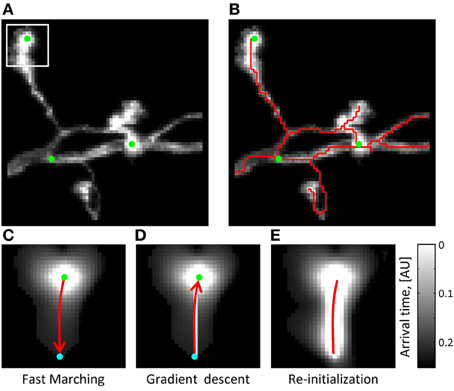 A
B
C
D
E
Fast Marching
Gradient descent
Re-initialization
0
0.1
0.2
Arrival time, [AU]